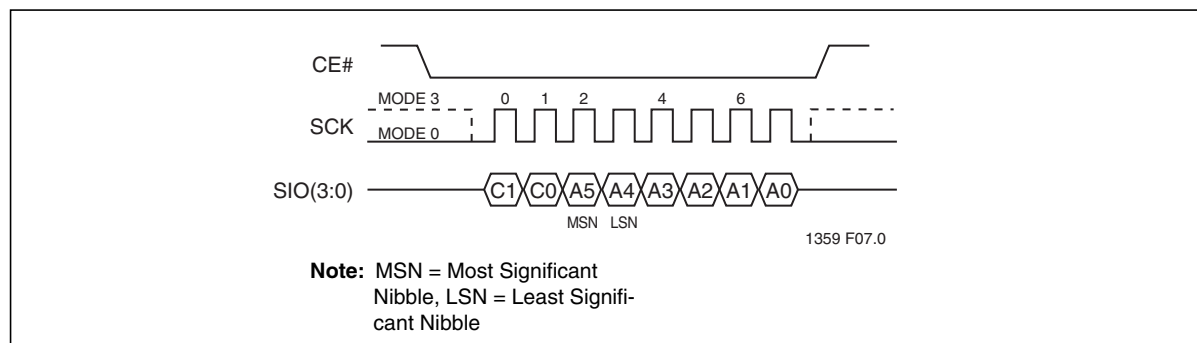 CE#
MODE 3 0 1 2 4 6
SCK
MODE 0
SIO(3:0) C1 C0 A5 A4 A3 A2 A1 A0
MSN LSN
1359 F07.0
Note: MSN = Most Significant
Nibble, LSN = Least Signifi-
cant Nibble